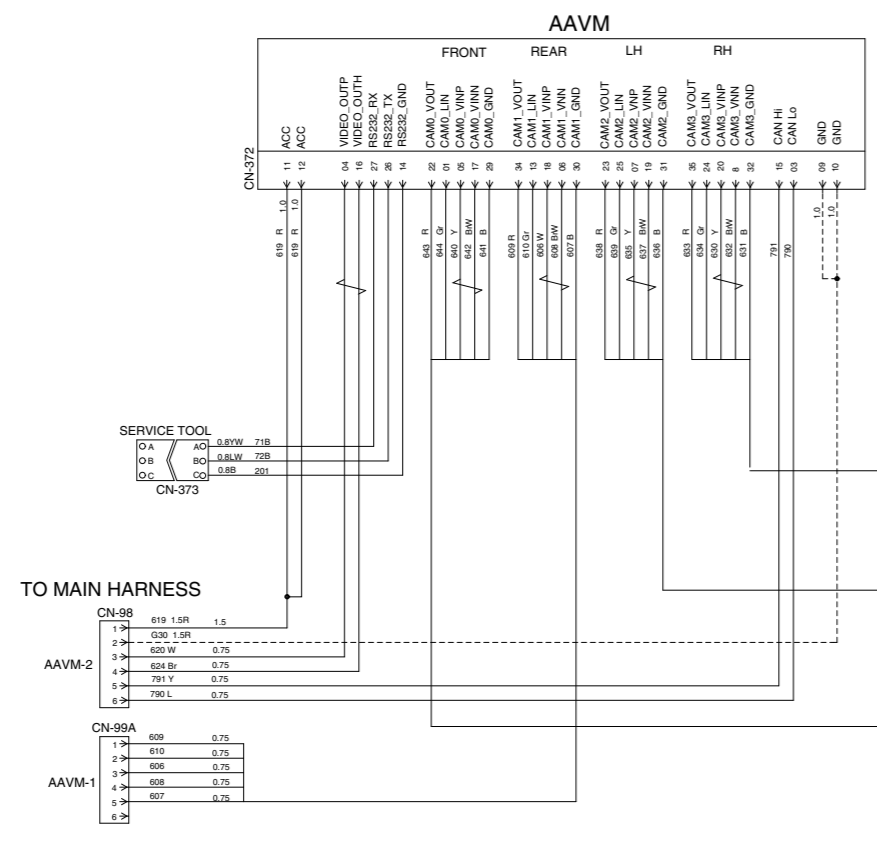 AAVM
FRONT REAR LH RH
ACC
ACC
VIDEO_OUTP
VIDEO_OUTH
RS232_RX
RS232_TX
RS232_GND
CAM0_VOUT
CAM0_LIN
CAM0_VINP
CAM0_VINN
CAM0_GND
CAM1_VOUT
CAM1_LIN
CAM1_VINP
CAM1_VNN
CAM1_GND
CAM2_VOUT
CAM2_LIN
CAM2_VNP
CAM2_VINN
CAM2_GND
CAM3_VOUT
CAM3_LIN
CAM3_VINP
CAM3_VNN
CAM3_GND
CAN Hi
CAN Lo
GND
GND
CN-372
11 12 04 16 27 26 14 22 01 05 17 29 34 13 18 06 30 23 25 07 19 31 35 24 20 8 32 15 03 09 10
619 R 1.0
619 R 1.0
643 R
644 Gr
640 Y
642 BrW
641 B
609 R
610 Gr
606 W
608 BrW
607 B
638 R
639 Gr
635 Y
637 BrW
636 B
633 R
634 Gr
630 Y
632 BrW
631 B
791
790
1.0
1.0
SERVICE TOOL
A A 0.8YW 71B
B B 0.8LW 72B
C C 0.8B 201
CN-373
TO MAIN HARNESS
CN-98
1 619 1.5R 1.5
2 G30 1.5R
3 620 W 0.75
AAVM-2
4 624 Br 0.75
5 791 Y 0.75
6 790 L 0.75
CN-99A
1 609 0.75
2 610 0.75
3 606 0.75
AAVM-1
4 608 0.75
5 607 0.75
6